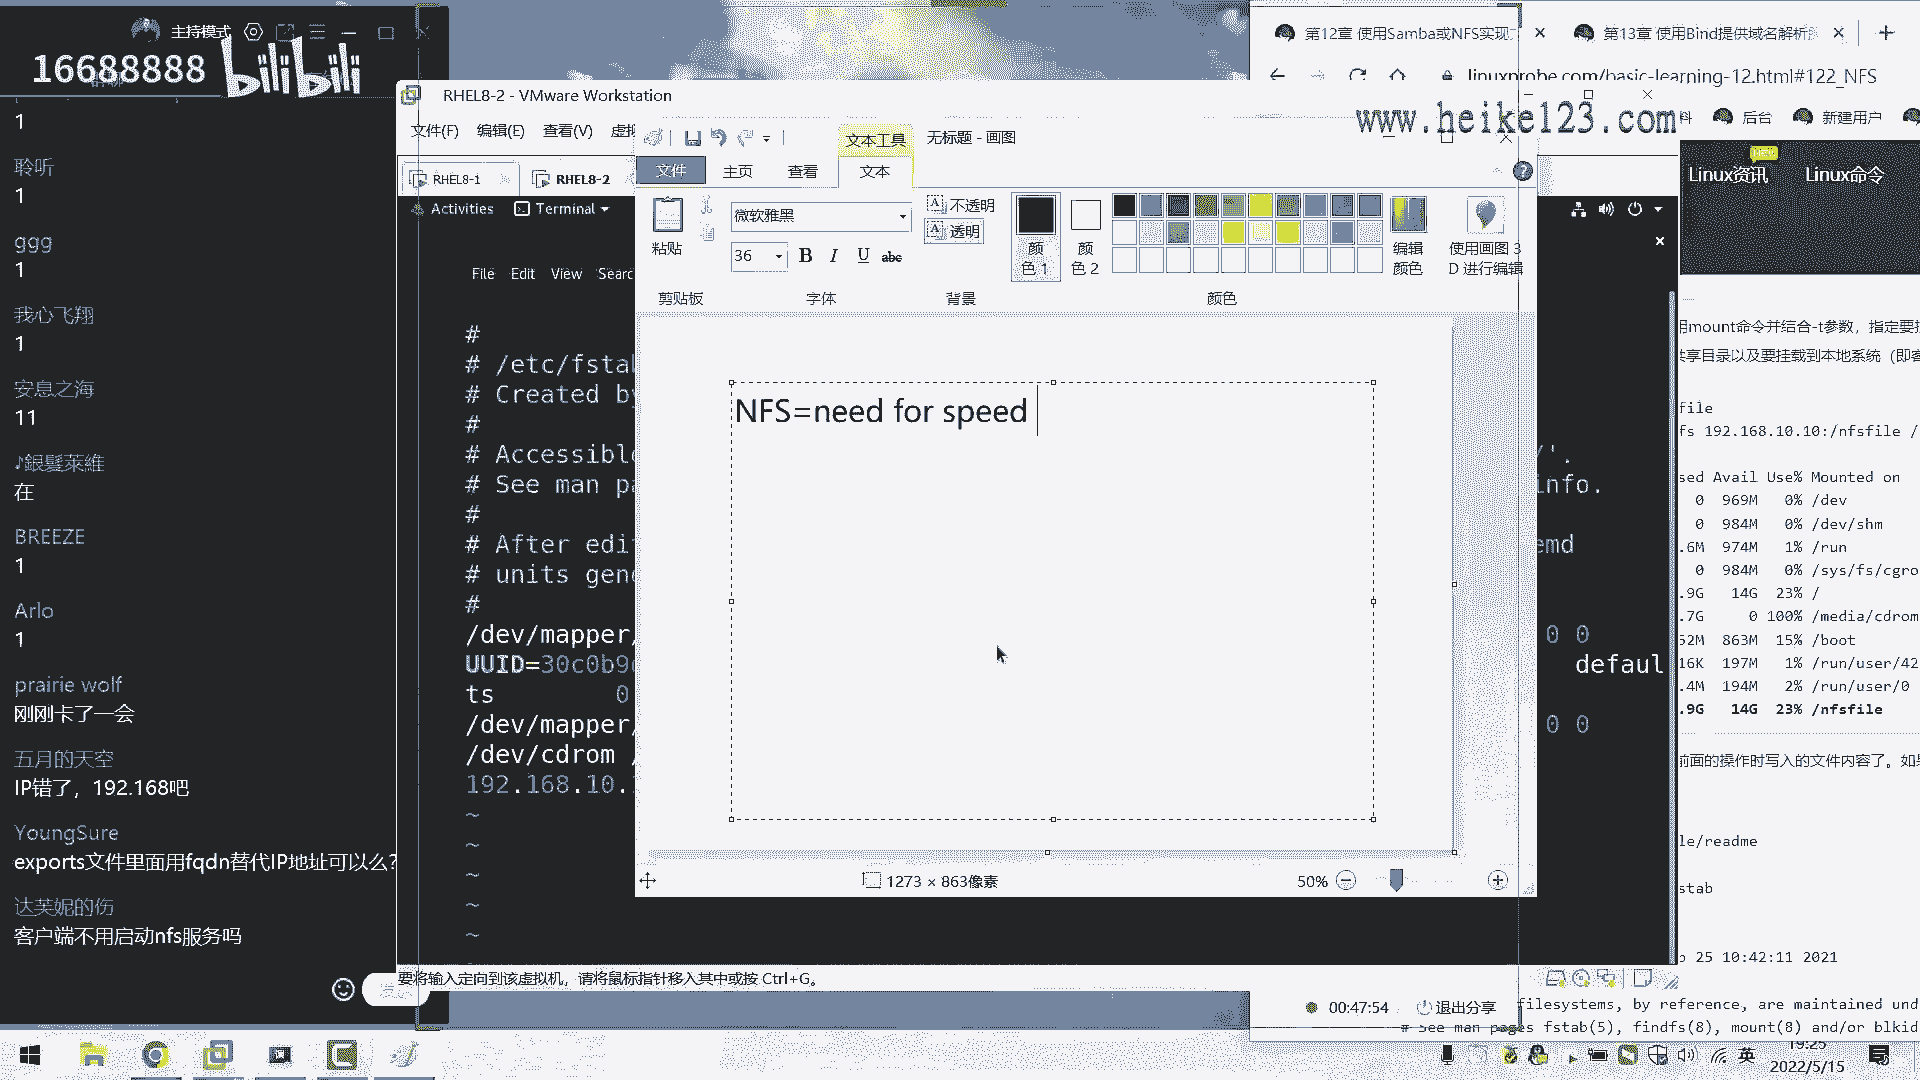 主持模式
16688888
bilibili
1
聆听
1
ggg
1
我心飞翔
1
安息之海
11
♪銀髮萊維
在
BREEZE
1
Arlo
1
prairie wolf
刚刚卡了一会
五月的天空
IP错了，192.168吧
YoungSure
exports文件里面用fqdn替代IP地址可以么?
达芙妮的伤
客户端不用启动nfs服务吗
RHEL8-2 - VMware Workstation
文件(F) 编辑(E) 查看(V) 虚拟
RHEL8-1
RHEL8-2
Activities
Terminal
File Edit View Searc
#
# /etc/fstab
# Created by
#
# Accessible
# See man pa
#
# After edit
# units gene
#
/dev/mapper/
UUID=30c0b9
ts 0
/dev/mapper/
/dev/cdrom /
192.168.10.
~
~
~
~
~
/'.
info.
emd
0 0
defaul
0 0
要将输入定向到该虚拟机，请将鼠标指针移入其中或按 Ctrl+G。
文本工具
无标题 - 画图
文件
主页
查看
文本
粘贴
剪贴板
微软雅黑
36
B I U abc
字体
不透明
透明
背景
颜色 1
颜色 2
颜色
编辑颜色
使用画图 3D 进行编辑
NFS=need for speed
1273 × 863像素
50%
第12章 使用Samba或NFS实现
第13章 使用Bind提供域名解析
linuxprobe.com/basic-learning-12.html#122_NFS
www.heike123.com
后台
新建用户
Linux资讯
Linux命令
用mount命令并结合-t参数，指定要
共享目录以及要挂载到本地系统（即
file
fs 192.168.10.10:/nfsfile /
sed Avail Use% Mounted on
0 969M 0% /dev
0 984M 0% /dev/shm
.6M 974M 1% /run
0 984M 0% /sys/fs/cgro
.9G 14G 23% /
.7G 0 100% /media/cdrom
52M 863M 15% /boot
16K 197M 1% /run/user/42
.4M 194M 2% /run/user/0
.9G 14G 23% /nfsfile
前面的操作时写入的文件内容了。如
le/readme
stab
25 10:42:11 2021
filesystems, by reference, are maintained und
# See man pages fstab(5), findfs(8), mount(8) and/or blkid
00:47:54
退出分享
英
19:25
2022/5/15